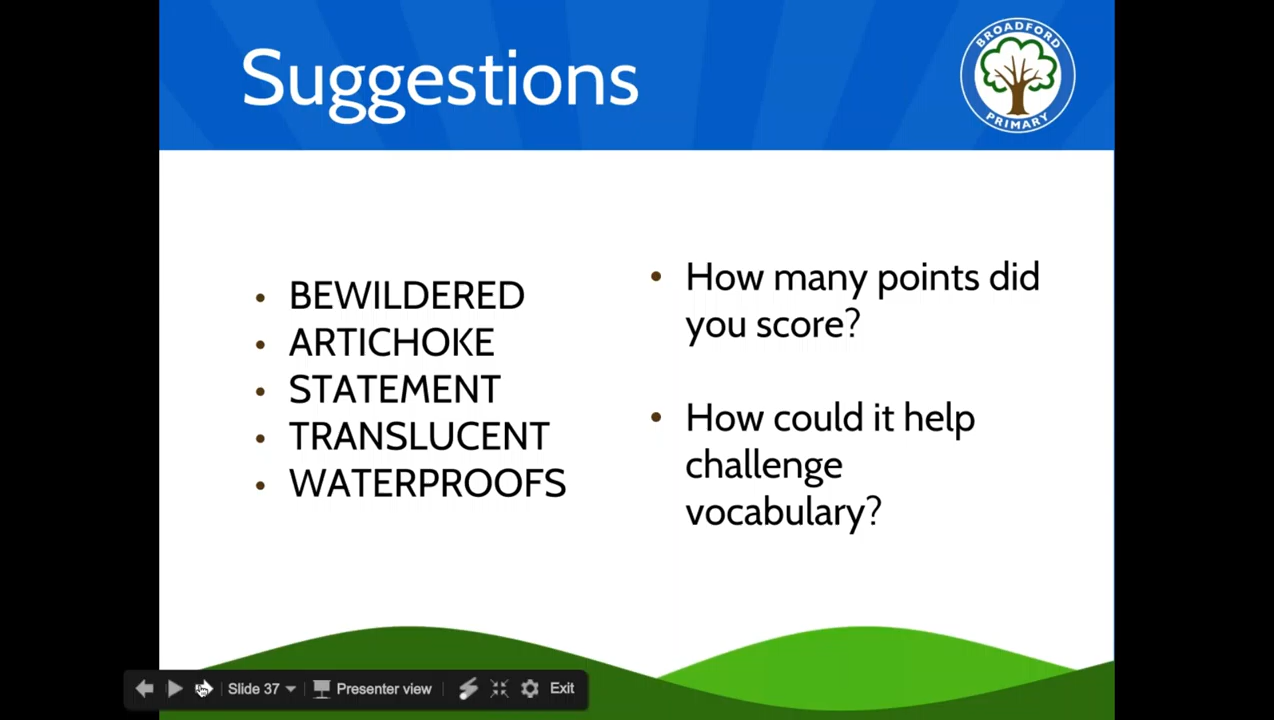 Suggestions
BROADFORD
PRIMARY
• BEWILDERED
• ARTICHOKE
• STATEMENT
• TRANSLUCENT
• WATERPROOFS
• How many points did
you score?
• How could it help
challenge
vocabulary?
Slide 37
Presenter view
Exit